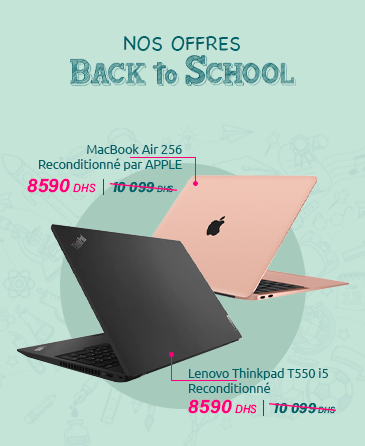 NOS OFFRES
BACK to SCHOOL
MacBook Air 256
Reconditionné par APPLE
8590 DHS | 10 099 DHS
ThinkPad
Lenovo Thinkpad T550 i5
Reconditionné
8590 DHS | 10 099 DHS